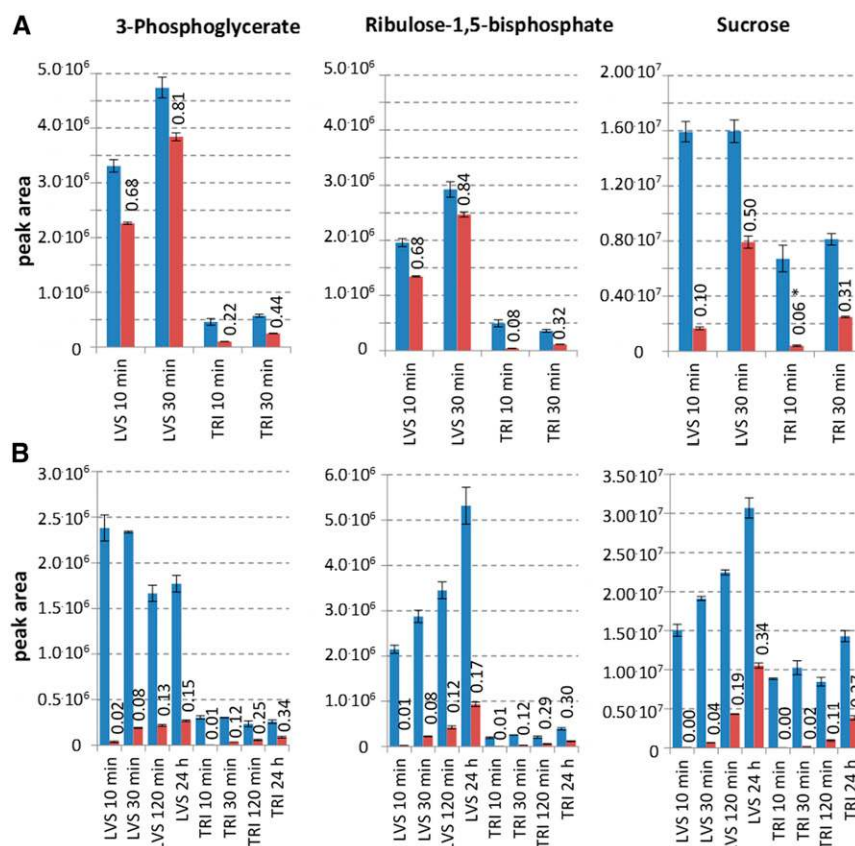 A
3-Phosphoglycerate Ribulose-1,5-bisphosphate Sucrose
peak area
5.0·10⁶
4.0·10⁶
3.0·10⁶
2.0·10⁶
1.0·10⁶
0
0.68
0.81
0.22
0.44
LVS 10 min
LVS 30 min
TRI 10 min
TRI 30 min
5.0·10⁶
4.0·10⁶
3.0·10⁶
2.0·10⁶
1.0·10⁶
0
0.68
0.84
0.08
0.32
LVS 10 min
LVS 30 min
TRI 10 min
TRI 30 min
2.00·10⁷
1.60·10⁷
1.20·10⁷
0.80·10⁷
0.40·10⁷
0
0.10
0.50
0.06 *
0.31
LVS 10 min
LVS 30 min
TRI 10 min
TRI 30 min
B
peak area
3.0·10⁶
2.5·10⁶
2.0·10⁶
1.5·10⁶
1.0·10⁶
0.5·10⁶
0
0.02
0.08
0.13
0.15
0.01
0.12
0.25
0.34
LVS 10 min
LVS 30 min
LVS 120 min
LVS 24 h
TRI 10 min
TRI 30 min
TRI 120 min
TRI 24 h
6.0·10⁶
5.0·10⁶
4.0·10⁶
3.0·10⁶
2.0·10⁶
1.0·10⁶
0
0.01
0.08
0.12
0.17
0.01
0.12
0.29
0.30
LVS 10 min
LVS 30 min
LVS 120 min
LVS 24 h
TRI 10 min
TRI 30 min
TRI 120 min
TRI 24 h
3.50·10⁷
3.00·10⁷
2.50·10⁷
2.00·10⁷
1.50·10⁷
1.00·10⁷
0.50·10⁷
0
0.00
0.04
0.19
0.34
0.00
0.02
0.11
LVS 10 min
LVS 30 min
LVS 120 min
LVS 24 h
TRI 10 min
TRI 30 min
TRI 120 min
TRI 24 h